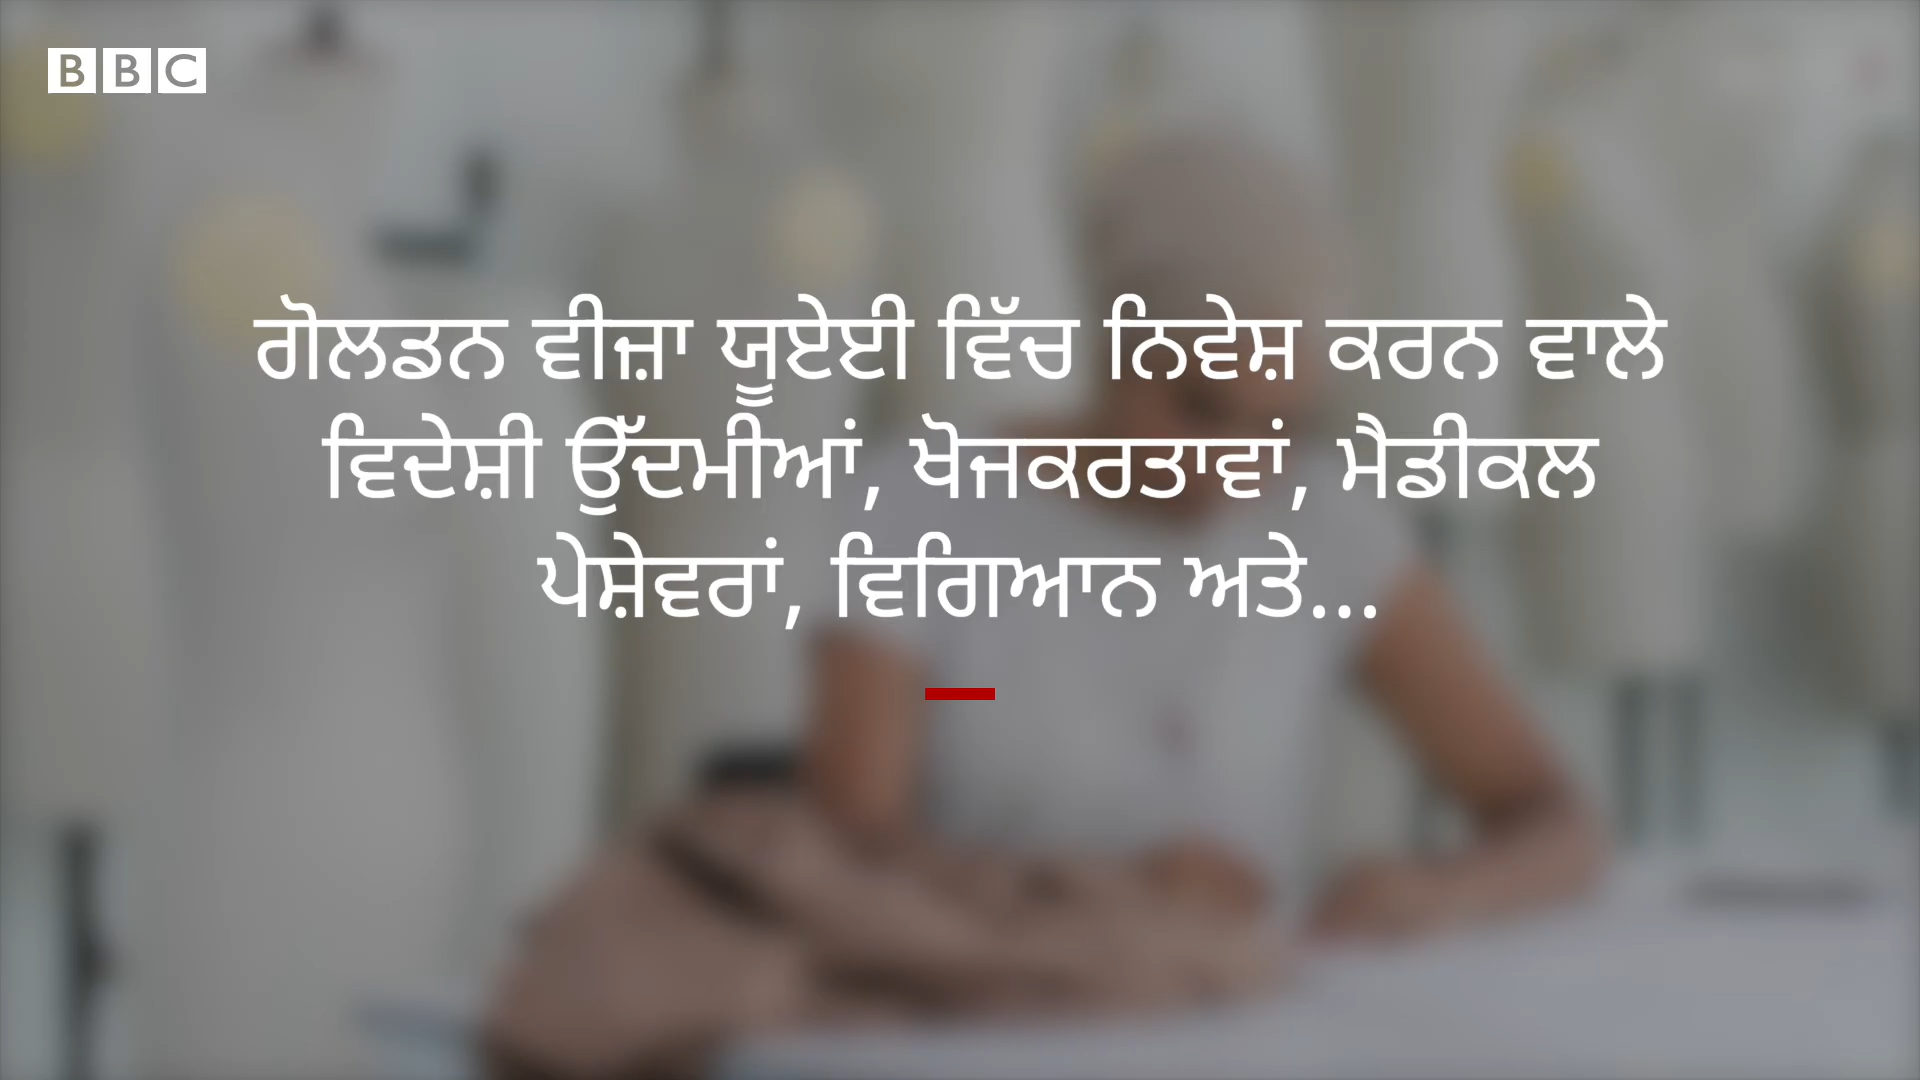 BBC
ਗੋਲਡਨ ਵੀਜ਼ਾ ਯੂਏਈ ਵਿੱਚ ਨਿਵੇਸ਼ ਕਰਨ ਵਾਲੇ
ਵਿਦੇਸ਼ੀ ਉੱਦਮੀਆਂ, ਖੋਜਕਰਤਾਵਾਂ, ਮੈਡੀਕਲ
ਪੇਸ਼ੇਵਰਾਂ, ਵਿਗਿਆਨ ਅਤੇ...